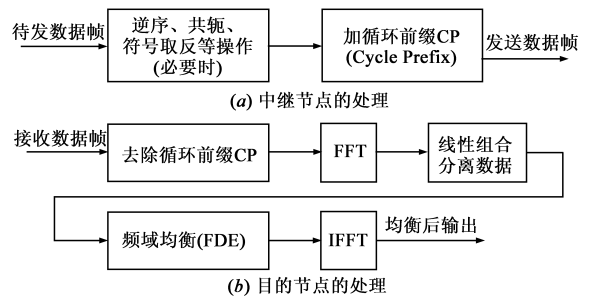 待发数据帧
逆序、共轭、
符号取反等操作
(必要时)
加循环前缀CP
(Cycle Prefix)
发送数据帧
(a) 中继节点的处理
接收数据帧
去除循环前缀CP
FFT
线性组合
分离数据
频域均衡(FDE)
IFFT
均衡后输出
(b) 目的节点的处理